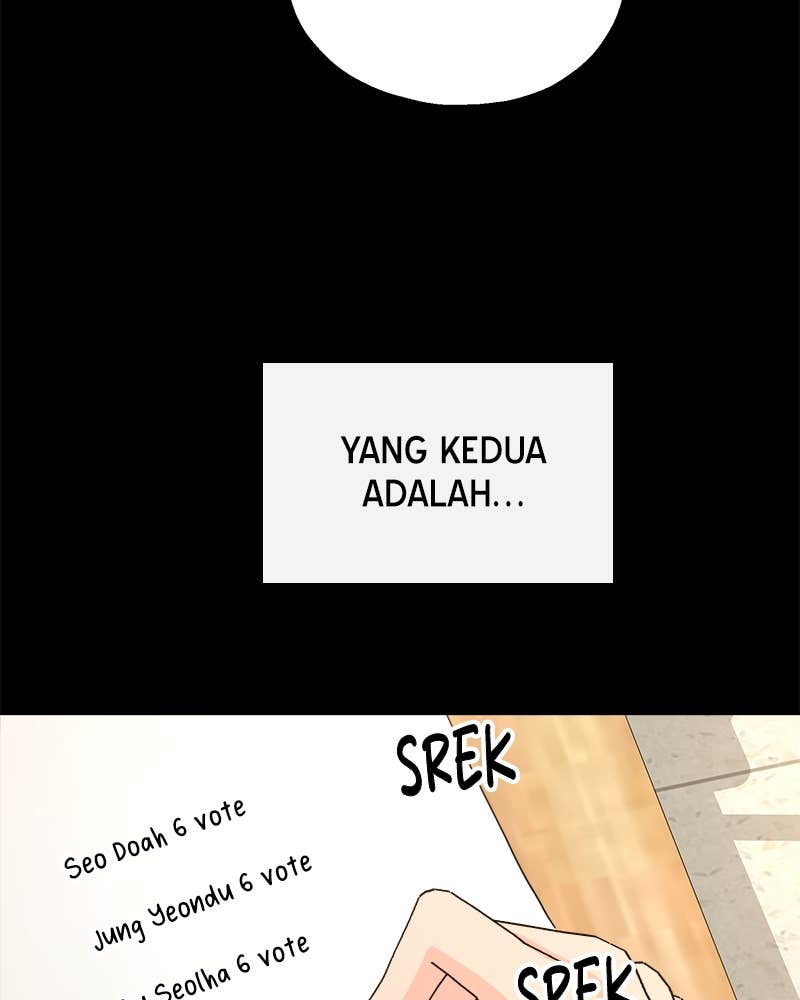 YANG KEDUA
ADALAH...
SREK
Seo Doah 6 vote
Jung Yeondu 6 vote
Seolha 6 vote
SREK